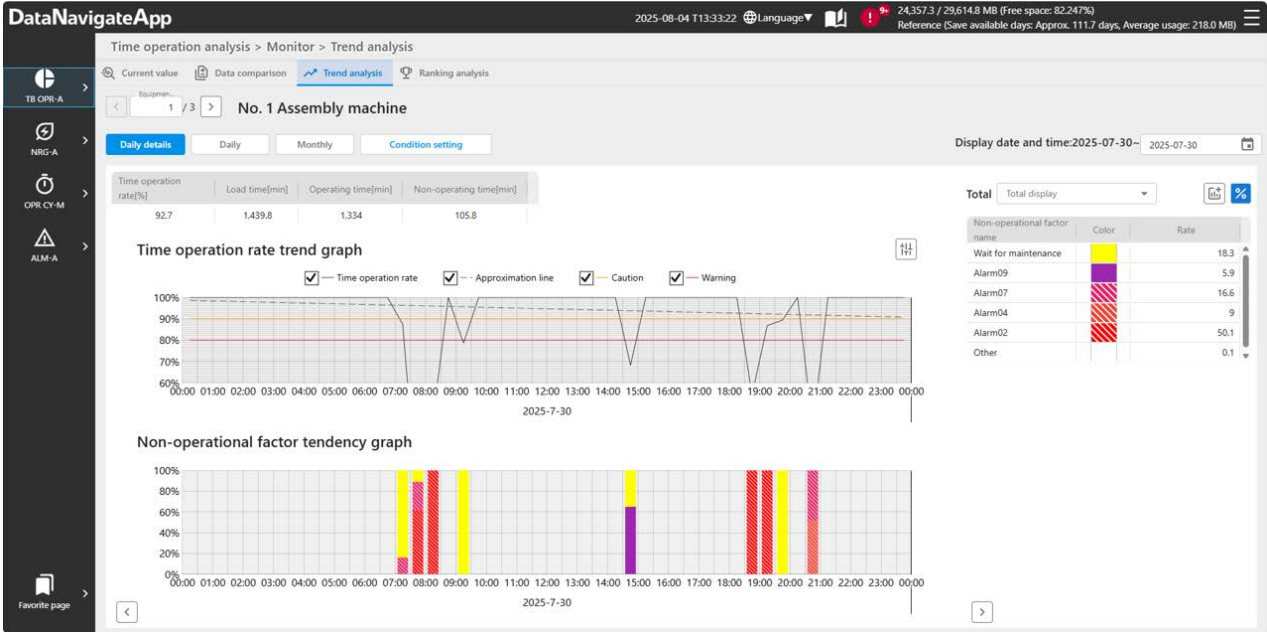 DataNavigateApp
2025-08-04 T13:33:22 Language▼ 9+ 24,357.3 / 29,614.8 MB (Free space: 82.247%)
Reference (Save available days: Approx. 111.7 days, Average usage: 218.0 MB)
Time operation analysis > Monitor > Trend analysis
Current value Data comparison Trend analysis Ranking analysis
TB OPR-A
NRG-A
OPR CY-M
ALM-A
Favorite page
Equipmen...
1 / 3 No. 1 Assembly machine
Daily details Daily Monthly Condition setting
Display date and time:2025-07-30~ 2025-07-30
Time operation rate[%] Load time[min] Operating time[min] Non-operating time[min]
92.7 1,439.8 1,334 105.8
Total Total display %
Non-operational factor name Color Rate
Wait for maintenance 18.3
Alarm09 5.9
Alarm07 16.6
Alarm04 9
Alarm02 50.1
Other 0.1
Time operation rate trend graph
Time operation rate Approximation line Caution Warning
100%
90%
80%
70%
60%
00:00 01:00 02:00 03:00 04:00 05:00 06:00 07:00 08:00 09:00 10:00 11:00 12:00 13:00 14:00 15:00 16:00 17:00 18:00 19:00 20:00 21:00 22:00 23:00 00:00
2025-7-30
Non-operational factor tendency graph
100%
80%
60%
40%
20%
0%
00:00 01:00 02:00 03:00 04:00 05:00 06:00 07:00 08:00 09:00 10:00 11:00 12:00 13:00 14:00 15:00 16:00 17:00 18:00 19:00 20:00 21:00 22:00 23:00 00:00
2025-7-30